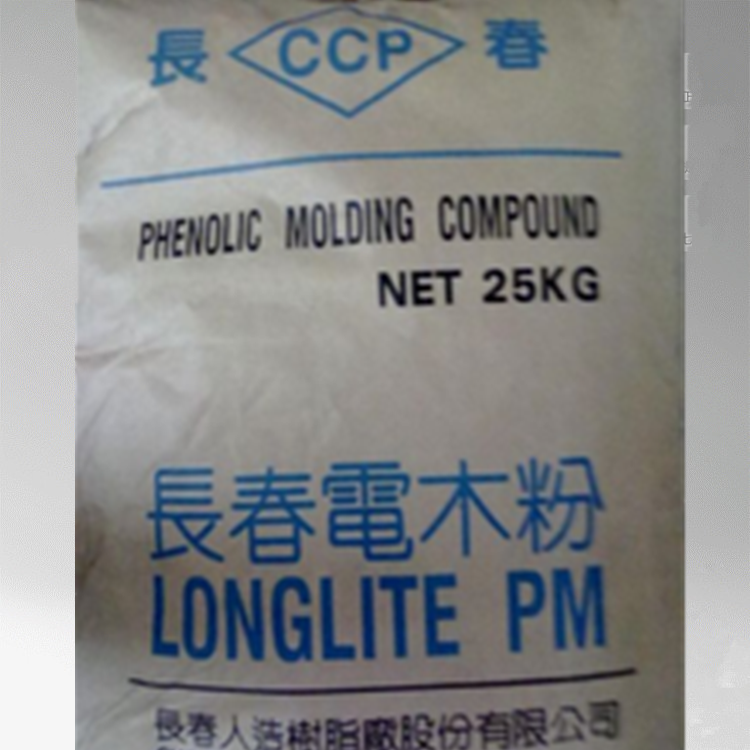 長 CCP 春
PHENOLIC MOLDING COMPOUND
NET 25KG
長春電木粉
LONGLITE PM
長春人造樹脂廠股份有限公司